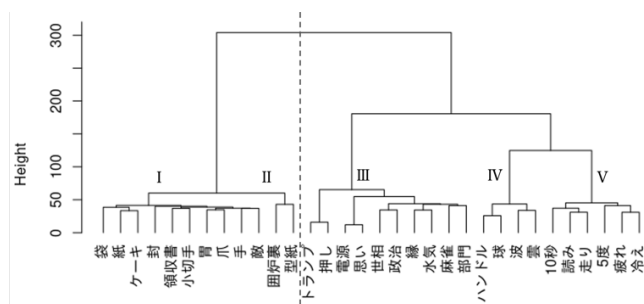 300
200
100
50
0
Height
I
II
III
IV
V
袋
紙
ケーキ
封
領収書
小切手
胃
爪
手
敵
囲炉裏
型紙
トランプ
押し
電源
思い
世相
政治
縁
水気
麻雀
部門
ハンドル
球
波
雲
10秒
読み
走り
5度
疲れ
冷え